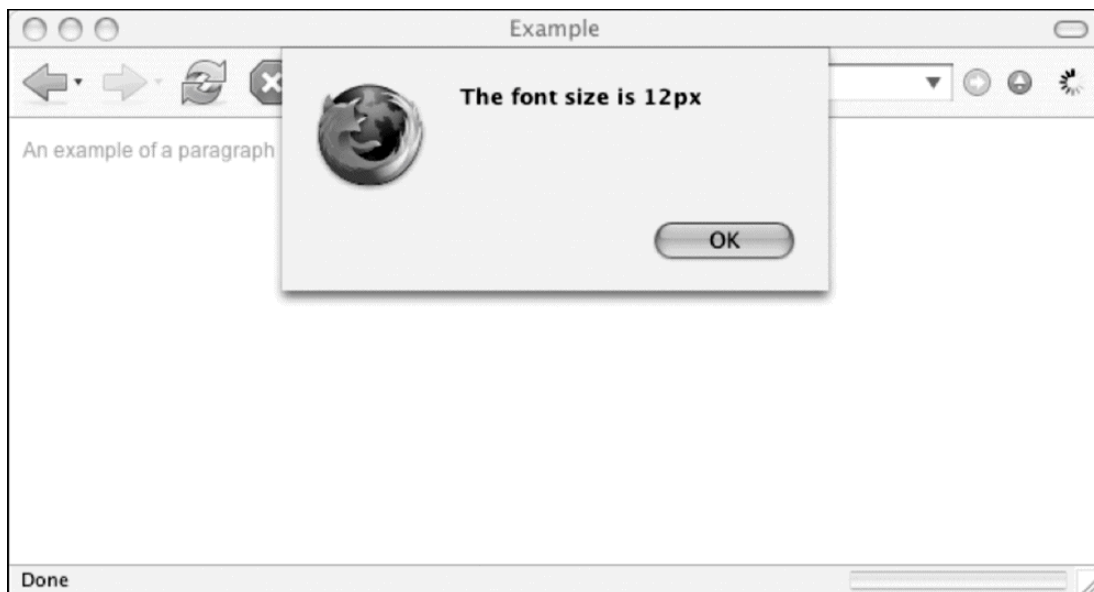 Example
The font size is 12px
An example of a paragraph
OK
Done